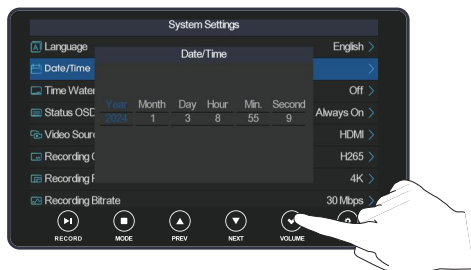 System Settings
Language English
Date/Time
Date/Time
Time Water Off
Year Month Day Hour Min. Second
Status OSD Always On
2024 1 3 8 55 9
Video Sour HDMI
Recording H265
Recording 4K
Recording Bitrate 30 Mbps
RECORD MODE PREV NEXT VOLUME